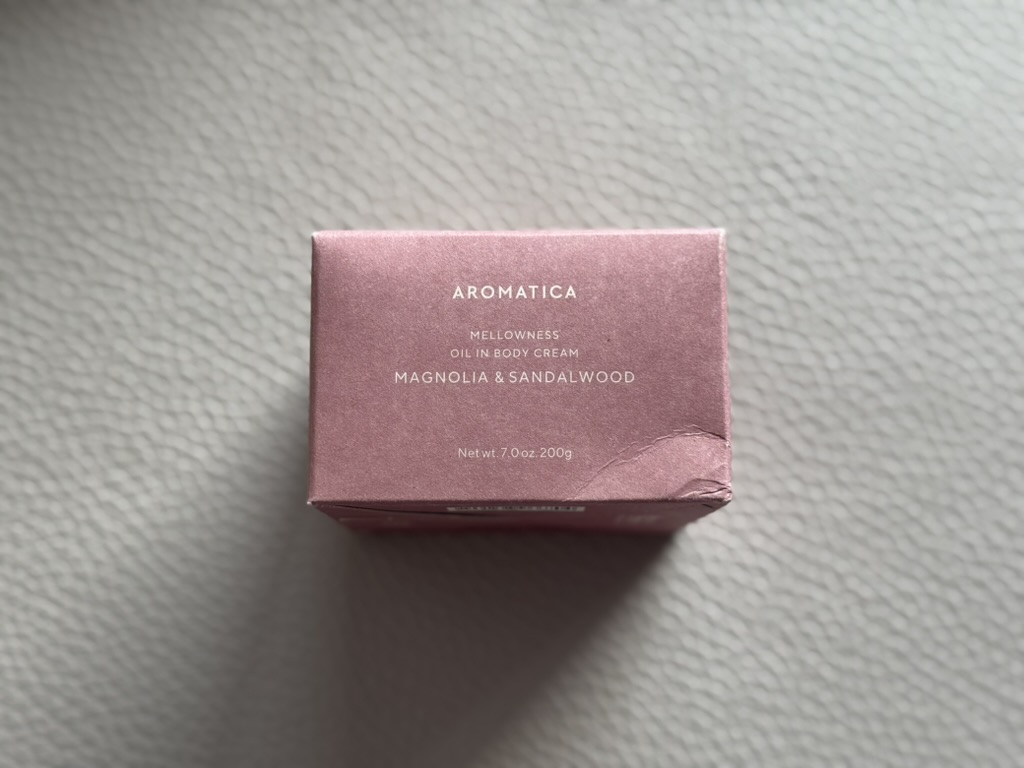 AROMATICA
MELLOWNESS
OIL IN BODY CREAM
MAGNOLIA & SANDALWOOD
Net wt. 7.0 oz. 200g